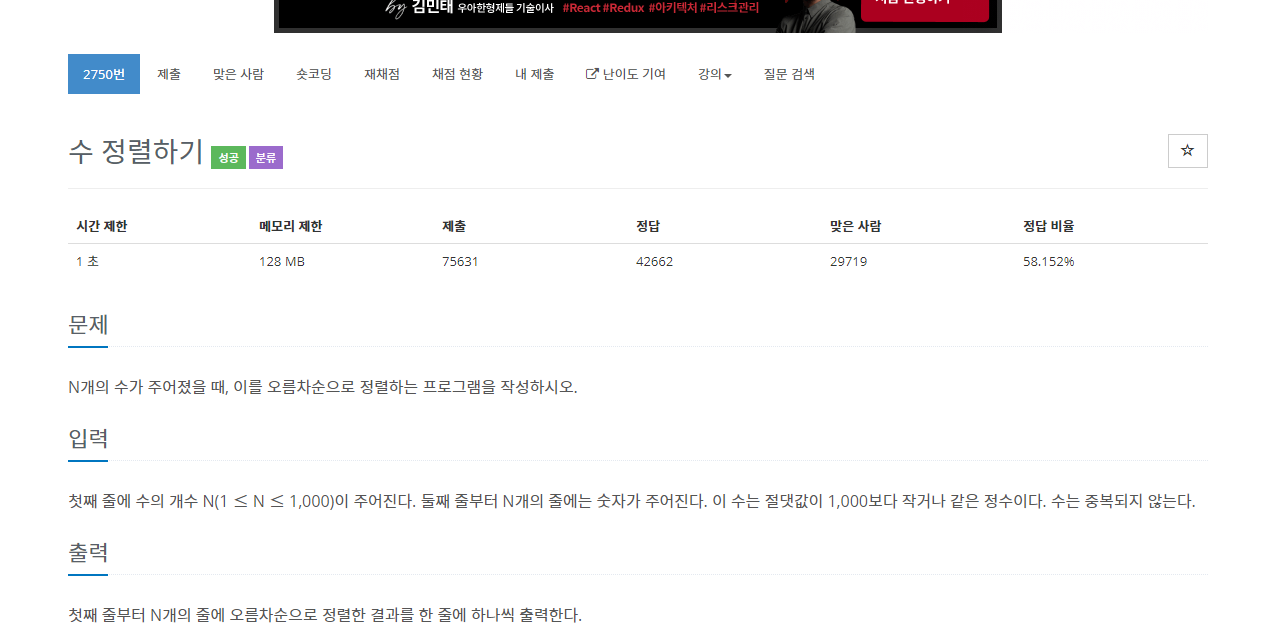 by 김민태 우아한형제들 기술이사 #React #Redux #아키텍처 #리스크관리
2750번 제출 맞은 사람 숏코딩 재채점 채점 현황 내 제출 난이도 기여 강의 질문 검색
수 정렬하기 성공 분류
시간 제한 메모리 제한 제출 정답 맞은 사람 정답 비율
1 초 128 MB 75631 42662 29719 58.152%
문제
N개의 수가 주어졌을 때, 이를 오름차순으로 정렬하는 프로그램을 작성하시오.
입력
첫째 줄에 수의 개수 N(1 ≤ N ≤ 1,000)이 주어진다. 둘째 줄부터 N개의 줄에는 숫자가 주어진다. 이 수는 절댓값이 1,000보다 작거나 같은 정수이다. 수는 중복되지 않는다.
출력
첫째 줄부터 N개의 줄에 오름차순으로 정렬한 결과를 한 줄에 하나씩 출력한다.